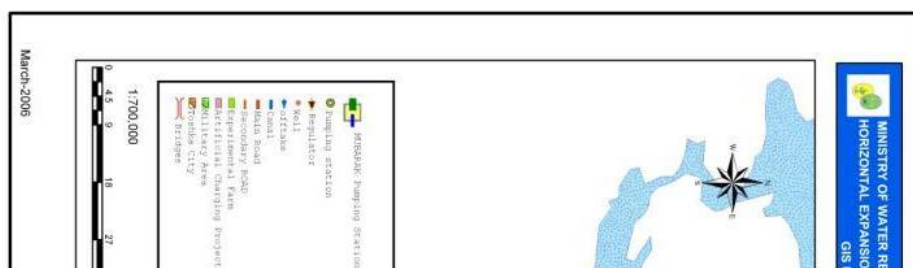 MINISTRY OF WATER RE
HORIZONTAL EXPANSIO
GIS
N
W
E
S
MUBARAK Pumping Station
Pumping station
Regulator
Well
offtake
Canal
Main Road
Secondary ROAD
Experimental Farm
Artificial Charging Project
Military Area
Toshka City
Bridges
1:700,000
0 4.5 9 18 27
March-2006